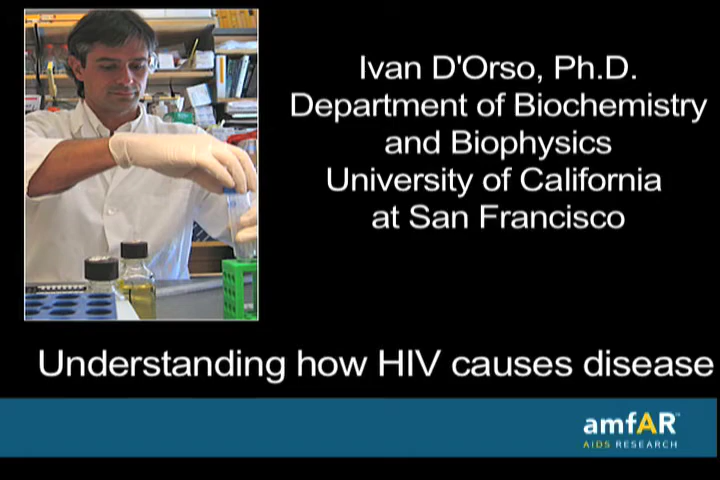 Ivan D'Orso, Ph.D.
Department of Biochemistry
and Biophysics
University of California
at San Francisco
Understanding how HIV causes disease
amfAR™
AIDS RESEARCH